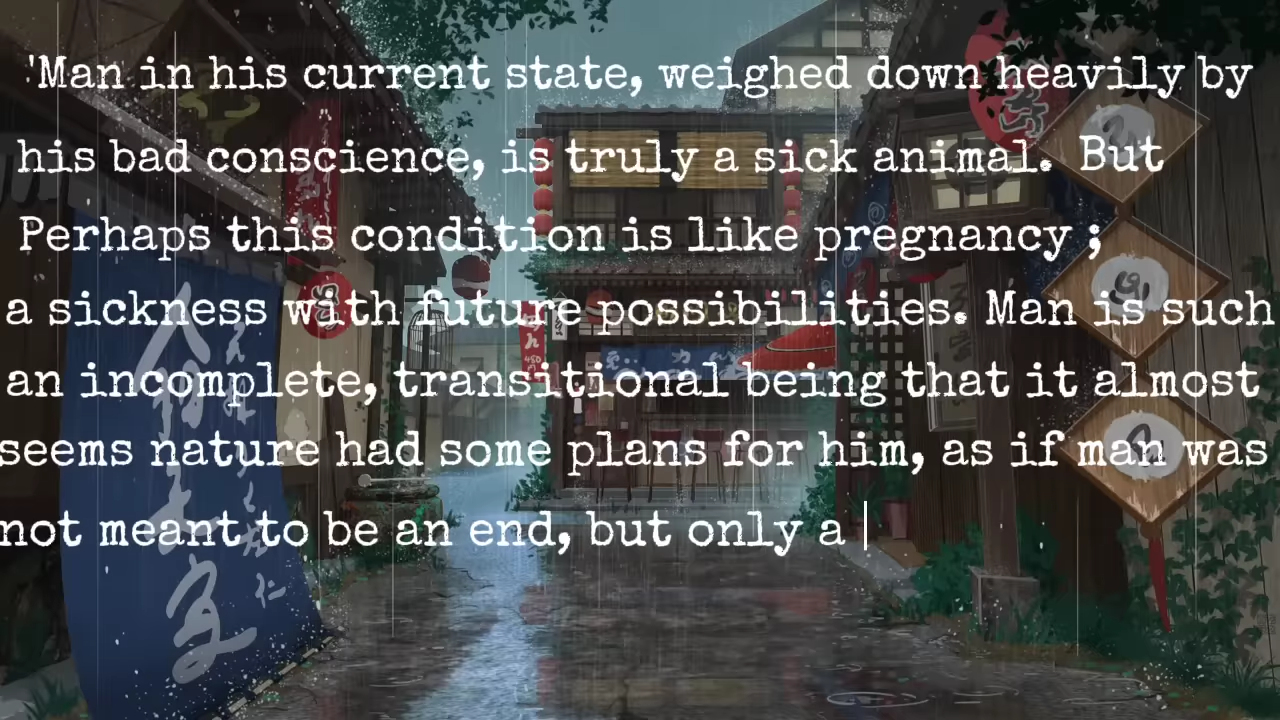 'Man in his current state, weighed down heavily by
his bad conscience, is truly a sick animal. But
Perhaps this condition is like pregnancy ;
a sickness with future possibilities. Man is such
an incomplete, transitional being that it almost
seems nature had some plans for him, as if man was
not meant to be an end, but only a